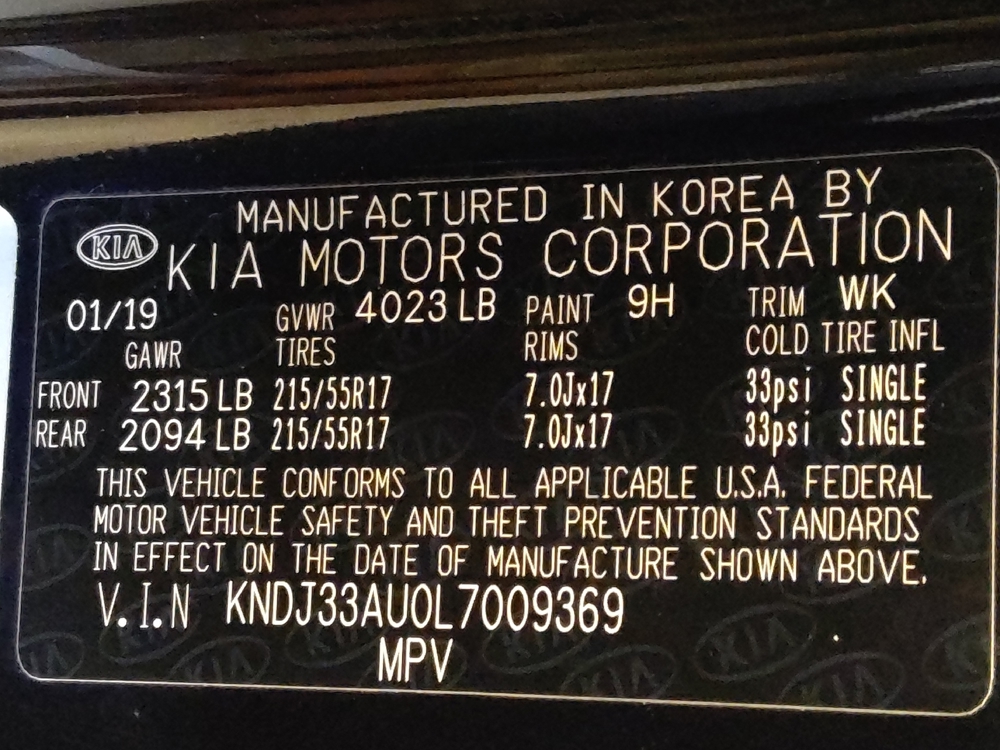 MANUFACTURED IN KOREA BY
KIA KIA MOTORS CORPORATION
01/19 GVWR 4023 LB PAINT 9H TRIM WK
GAWR TIRES RIMS COLD TIRE INFL
FRONT 2315 LB 215/55R17 7.0Jx17 33psi SINGLE
REAR 2094 LB 215/55R17 7.0Jx17 33psi SINGLE
THIS VEHICLE CONFORMS TO ALL APPLICABLE U.S.A. FEDERAL
MOTOR VEHICLE SAFETY AND THEFT PREVENTION STANDARDS
IN EFFECT ON THE DATE OF MANUFACTURE SHOWN ABOVE.
V.I.N KNDJ33AU0L7009369
MPV